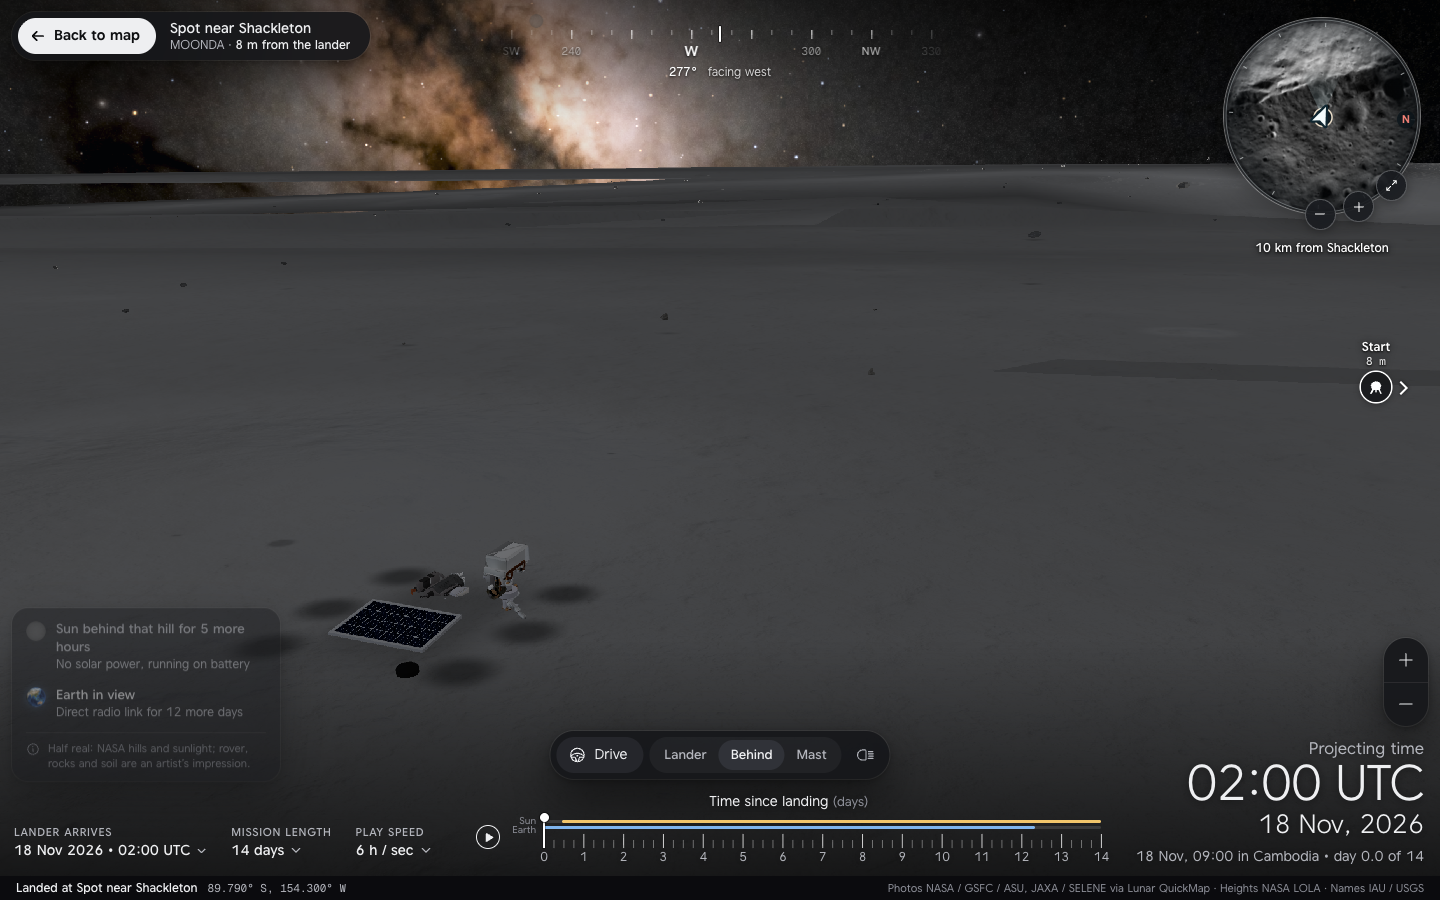 Back to map
Spot near Shackleton
MOONDA · 8 m from the lander
SW 240 W 300 NW 330
277° facing west
N
10 km from Shackleton
Start
8 m
Sun behind that hill for 5 more hours
No solar power, running on battery
Earth in view
Direct radio link for 12 more days
Half real: NASA hills and sunlight; rover,
rocks and soil are an artist's impression.
Drive Lander Behind Mast
Time since landing (days)
Sun
Earth
0 1 2 3 4 5 6 7 8 9 10 11 12 13 14
LANDER ARRIVES
18 Nov 2026 • 02:00 UTC
MISSION LENGTH
14 days
PLAY SPEED
6 h / sec
Projecting time
02:00 UTC
18 Nov, 2026
18 Nov, 09:00 in Cambodia • day 0.0 of 14
Landed at Spot near Shackleton 89.790° S, 154.300° W
Photos NASA / GSFC / ASU, JAXA / SELENE via Lunar QuickMap · Heights NASA LOLA · Names IAU / USGS